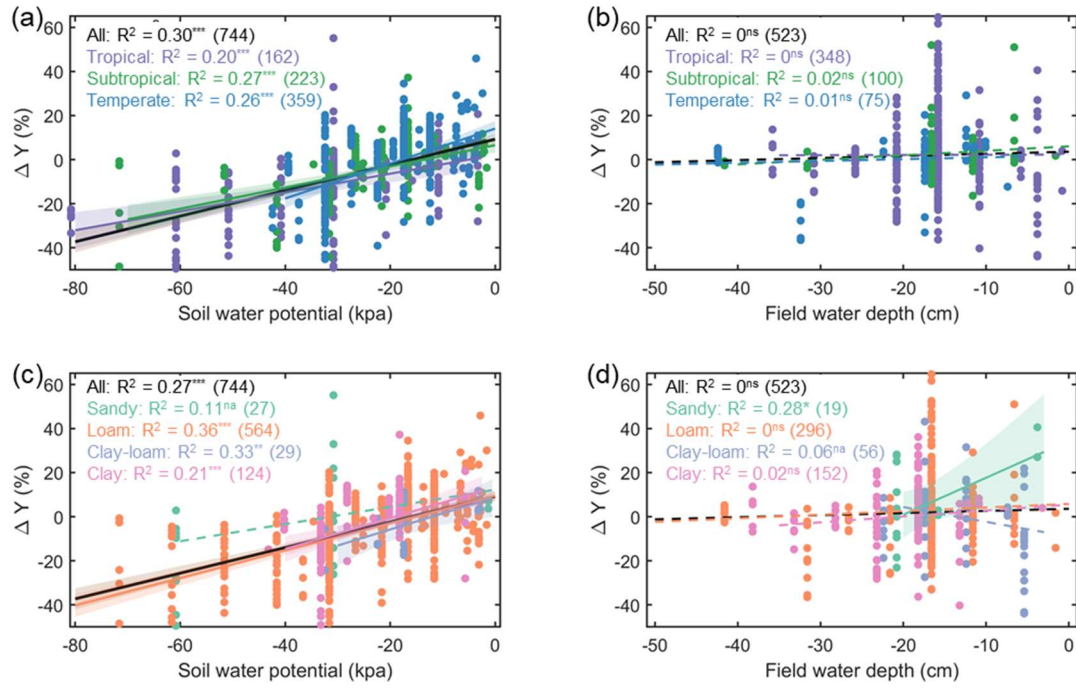 (a)
All: R² = 0.30*** (744)
Tropical: R² = 0.20*** (162)
Subtropical: R² = 0.27*** (223)
Temperate: R² = 0.26*** (359)
Δ Y (%)
60
40
20
0
-20
-40
-80 -60 -40 -20 0
Soil water potential (kpa)
(b)
All: R² = 0ⁿˢ (523)
Tropical: R² = 0ⁿˢ (348)
Subtropical: R² = 0.02ⁿˢ (100)
Temperate: R² = 0.01ⁿˢ (75)
Δ Y (%)
60
40
20
0
-20
-40
-50 -40 -30 -20 -10 0
Field water depth (cm)
(c)
All: R² = 0.27*** (744)
Sandy: R² = 0.11ⁿᵃ (27)
Loam: R² = 0.36*** (564)
Clay-loam: R² = 0.33** (29)
Clay: R² = 0.21*** (124)
Δ Y (%)
60
40
20
0
-20
-40
-80 -60 -40 -20 0
Soil water potential (kpa)
(d)
All: R² = 0ⁿˢ (523)
Sandy: R² = 0.28* (19)
Loam: R² = 0ⁿˢ (296)
Clay-loam: R² = 0.06ⁿᵃ (56)
Clay: R² = 0.02ⁿˢ (152)
Δ Y (%)
60
40
20
0
-20
-40
-50 -40 -30 -20 -10 0
Field water depth (cm)